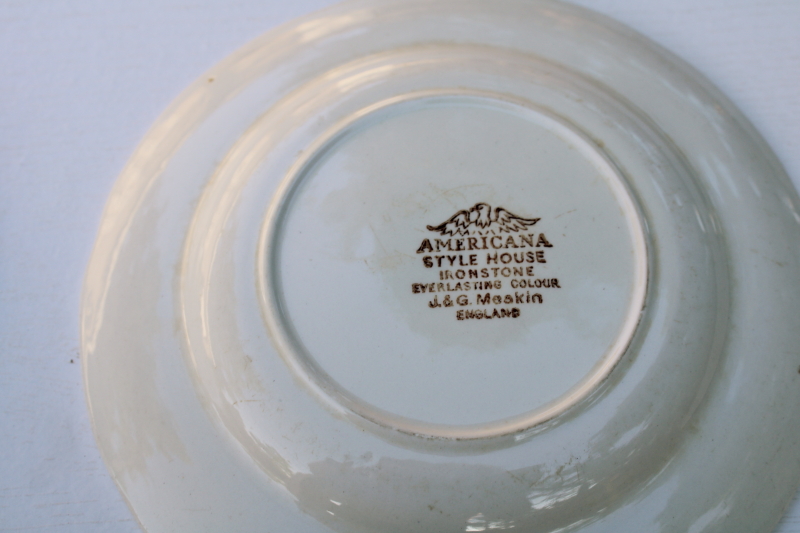 AMERICANA
STYLE HOUSE
IRONSTONE
EVERLASTING COLOUR
J.&G. Meakin
ENGLAND